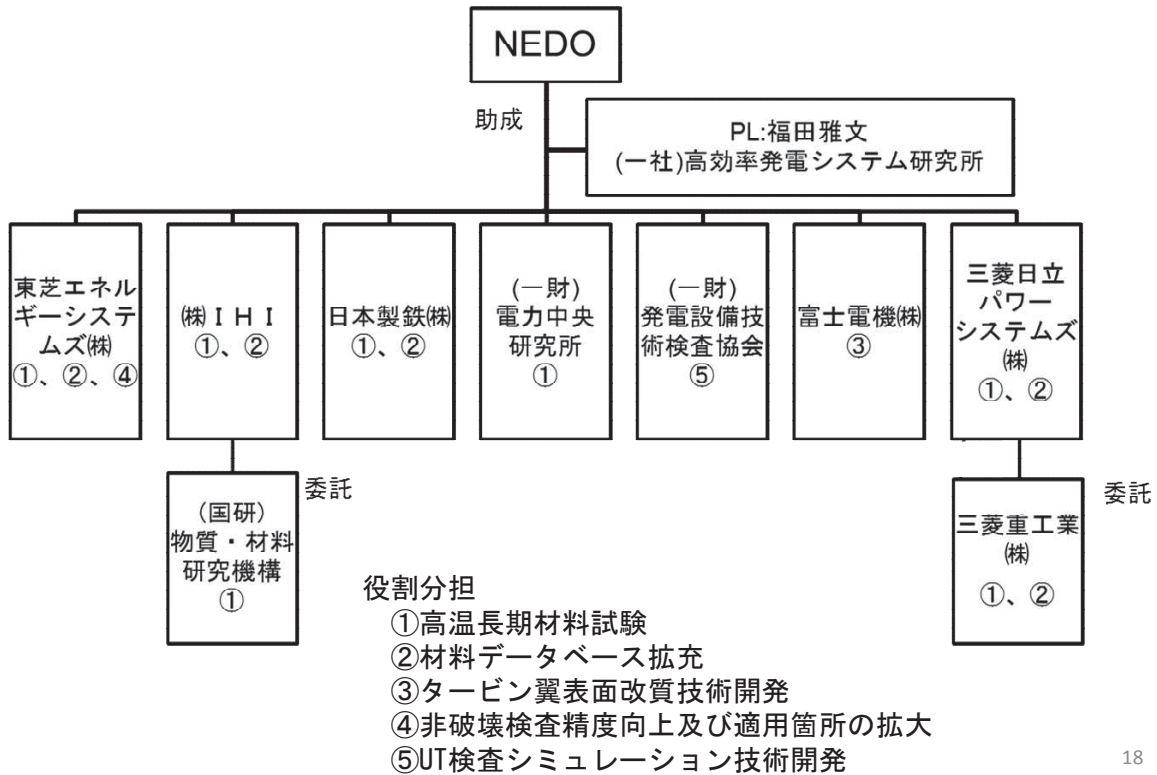 NEDO
助成
PL:福田雅文
(一社)高効率発電システム研究所
東芝エネル
ギーシステ
ムズ㈱
①、②、④
㈱ＩＨＩ
①、②
日本製鉄㈱
①、②
(一財)
電力中央
研究所
①
(一財)
発電設備技
術検査協会
⑤
富士電機㈱
③
三菱日立
パワー
システムズ
㈱
①、②
委託
(国研)
物質・材料
研究機構
①
委託
三菱重工業
㈱
①、②
役割分担
①高温長期材料試験
②材料データベース拡充
③タービン翼表面改質技術開発
④非破壊検査精度向上及び適用箇所の拡大
⑤UT検査シミュレーション技術開発
18